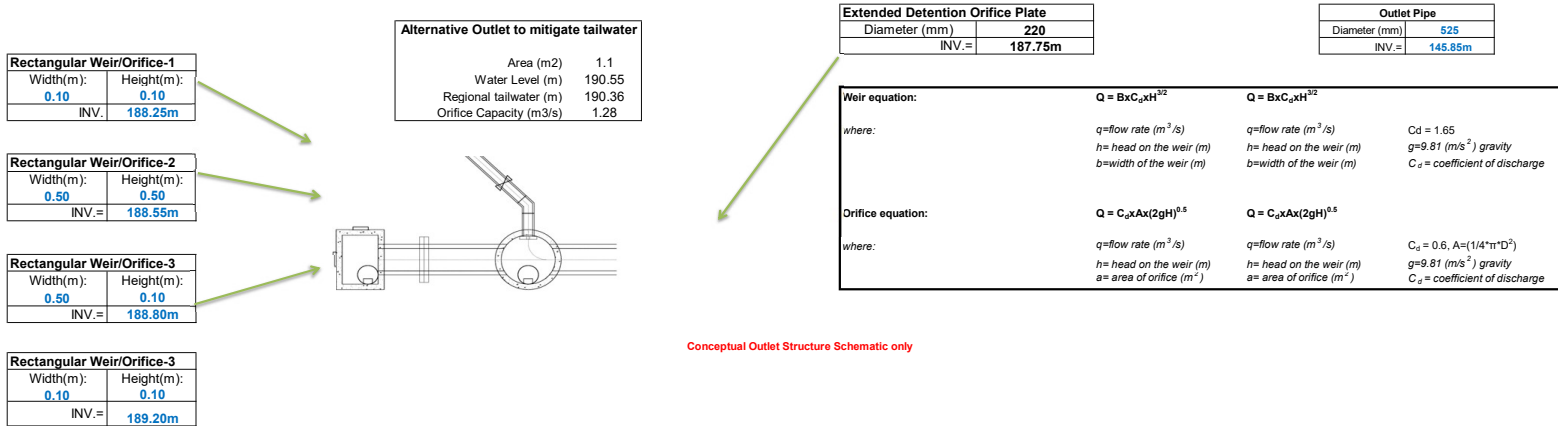 Rectangular Weir/Orifice-1
Width(m): Height(m):
0.10 0.10
INV. 188.25m
Rectangular Weir/Orifice-2
Width(m): Height(m):
0.50 0.50
INV.= 188.55m
Rectangular Weir/Orifice-3
Width(m): Height(m):
0.50 0.10
INV.= 188.80m
Rectangular Weir/Orifice-3
Width(m): Height(m):
0.10 0.10
INV.= 189.20m
Alternative Outlet to mitigate tailwater
Area (m2) 1.1
Water Level (m) 190.55
Regional tailwater (m) 190.36
Orifice Capacity (m3/s) 1.28
Extended Detention Orifice Plate
Diameter (mm) 220
INV.= 187.75m
Outlet Pipe
Diameter (mm) 525
INV.= 145.85m
Weir equation: Q = BxCdxH^3/2 Q = BxCdxH^3/2
where: q=flow rate (m³/s) q=flow rate (m³/s) Cd = 1.65
h= head on the weir (m) h= head on the weir (m) g=9.81 (m/s²) gravity
b=width of the weir (m) b=width of the weir (m) Cd = coefficient of discharge
Orifice equation: Q = CdxAx(2gH)^0.5 Q = CdxAx(2gH)^0.5
where: q=flow rate (m³/s) q=flow rate (m³/s) Cd = 0.6, A=(1/4*π*D²)
h= head on the weir (m) h= head on the weir (m) g=9.81 (m/s²) gravity
a= area of orifice (m²) a= area of orifice (m²) Cd = coefficient of discharge
Conceptual Outlet Structure Schematic only